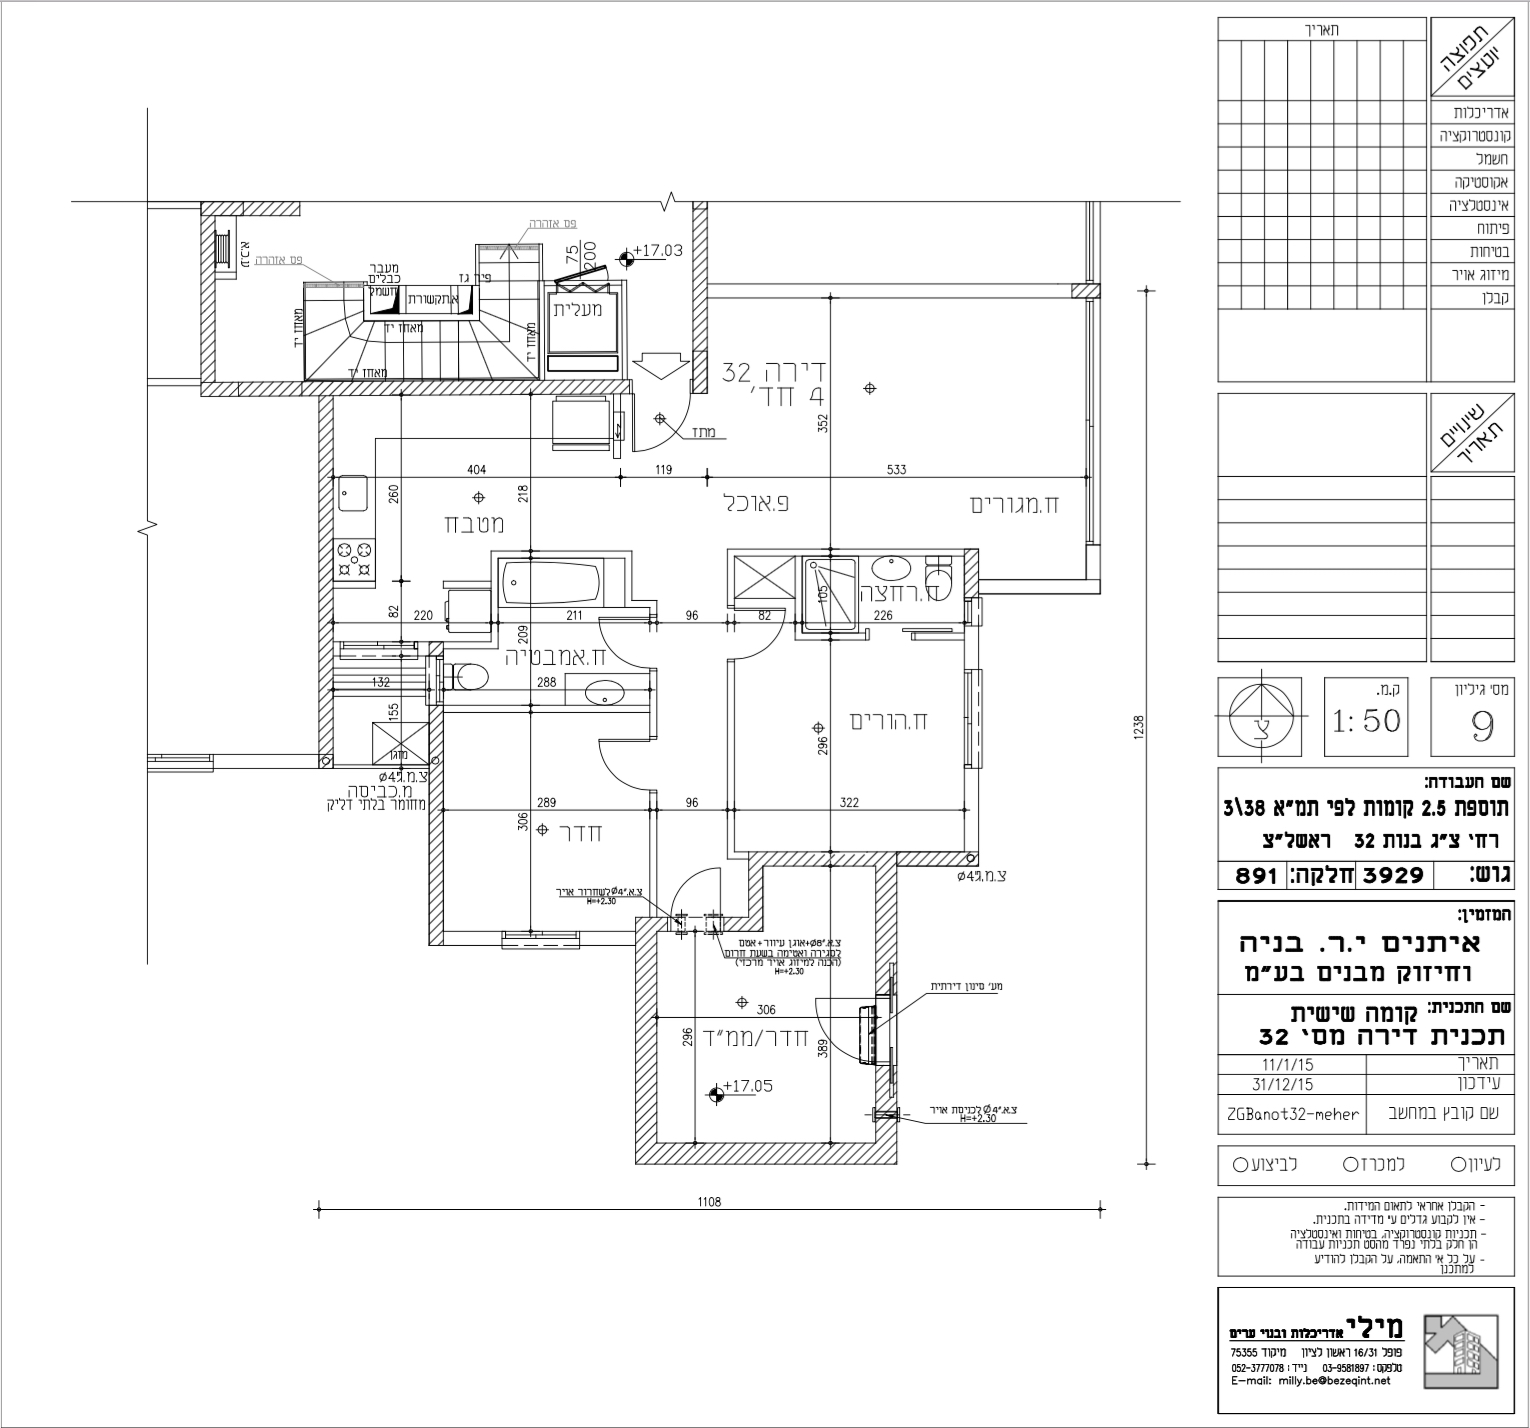 פס אזהרה
פס אזהרה
ע.כ.א
מעבר
כבלים
חשמל
פיר גז
א.תקשורת
מאחז יד
מאחז יד
מאחז יד
מאחז יד
75
200
+17.03
מעלית
דירה 32
4 חד'
מתז
352
404
119
533
260
218
מטבח
פ.אוכל
ח.מגורים
105
ח.רחצה
82
220
211
96
82
226
209
ח.אמבטיה
132
288
155
296
ח.הורים
1238
מזגן
צ.מ.ג4"Ø
מ.כביסה
מחומר בלתי דליק
289
96
322
306
חדר
צ.מ.ג4"Ø
צ.א.4"Ø לשחרור אויר
H=+2.30
צ.א.8"Ø+אוגן עיוור+אטם
לסגירה ואטימה בשעת חרום
(הכנה למיזוג אויר מרכזי)
H=+2.30
מע' סינון דירתית
306
296
חדר/ממ"ד
389
+17.05
צ.א.4"Ø לכניסת אויר
H=+2.30
1108
תפוצה
יועצים
תאריך
אדריכלות
קונסטרוקציה
חשמל
אקוסטיקה
אינסטלציה
פיתוח
בטיחות
מיזוג אויר
קבלן
שינויים
תאריך
מס' גיליון
9
ק.מ.
1:50
צ
שם העבודה:
תוספת 2.5 קומות לפי תמ"א 38\3
רח' צ"ג בנות 32 ראשל"צ
גוש: 3929 חלקה: 891
המזמין:
איתנים י.ר. בניה
וחיזוק מבנים בע"מ
שם התכנית: קומה שישית
תכנית דירה מס' 32
תאריך 11/1/15
עידכון 31/12/15
שם קובץ במחשב ZGBanot32-meher
לעיון למכרז לביצוע
- הקבלן אחראי לתאום המידות.
- אין לקבוע גדלים ע"י מדידה בתכנית.
- תכניות קונסטרוקציה, בטיחות ואינסטלציה
הן חלק בלתי נפרד מהסט תכניות עבודה
- על כל אי התאמה, על הקבלן להודיע
למתכנן
מילי אדריכלות ובנוי ערים
פופל 16/31 ראשון לציון מיקוד 75355
טלפקס: 03-9581897 נייד: 052-3777078
E-mail: milly.be@bezeqint.net